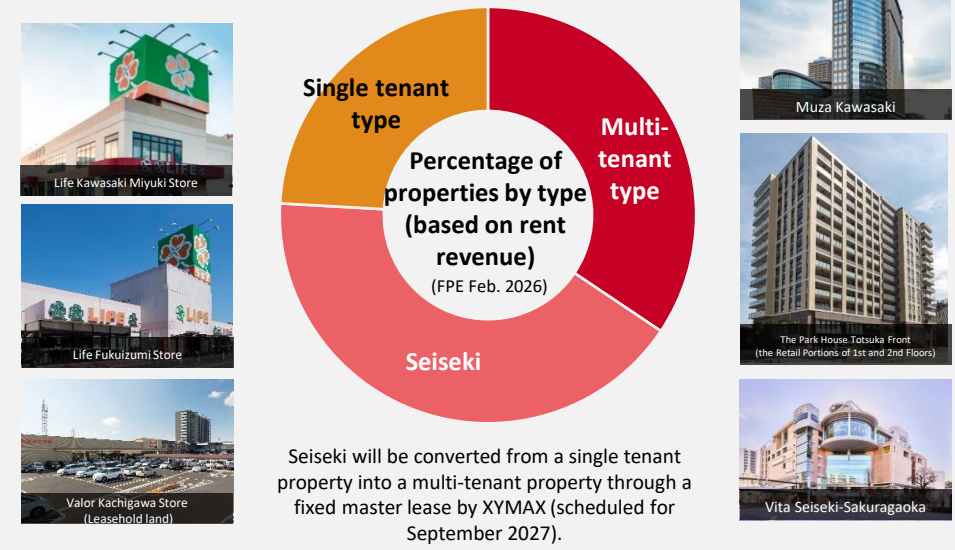 Life Kawasaki Miyuki Store
LIFE
Life Fukuizumi Store
LIFE
LIFE
Valor Kachigawa Store
(Leasehold land)
Single tenant
type
Multi-
tenant
type
Percentage of
properties by type
(based on rent
revenue)
(FPE Feb. 2026)
Seiseki
Seiseki will be converted from a single tenant
property into a multi-tenant property through a
fixed master lease by XYMAX (scheduled for
September 2027).
Muza Kawasaki
The Park House Totsuka Front
(the Retail Portions of 1st and 2nd Floors)
Vita Seiseki-Sakuragaoka